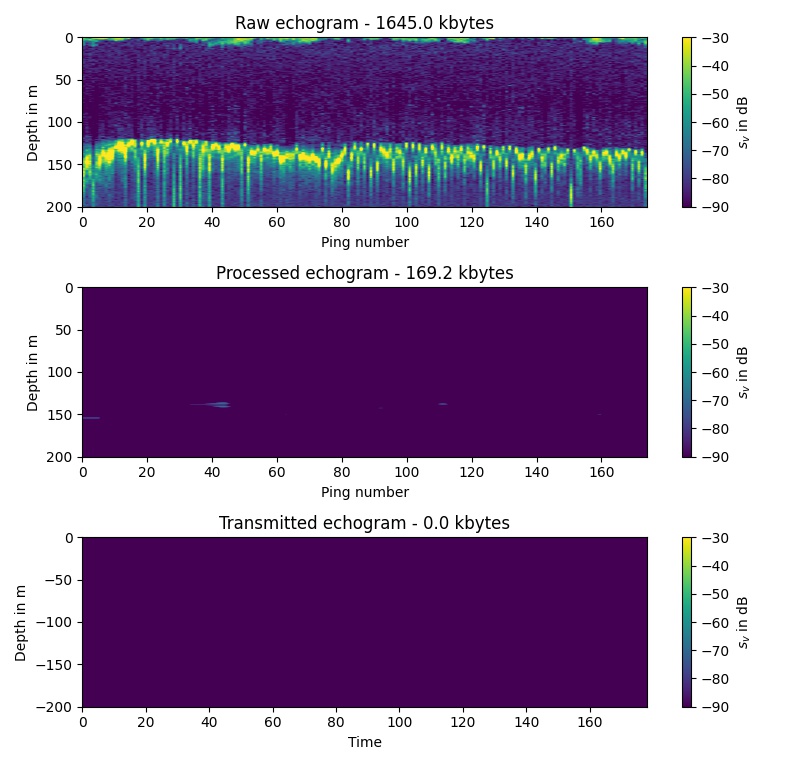 Raw echogram - 1645.0 kbytes
0
50
100
150
200
Depth in m
0 20 40 60 80 100 120 140 160
Ping number
−30
−40
−50
−60
−70
−80
−90
sv in dB
Processed echogram - 169.2 kbytes
0
50
100
150
200
Depth in m
0 20 40 60 80 100 120 140 160
Ping number
−30
−40
−50
−60
−70
−80
−90
sv in dB
Transmitted echogram - 0.0 kbytes
0
−50
−100
−150
−200
Depth in m
0 20 40 60 80 100 120 140 160
Time
−30
−40
−50
−60
−70
−80
−90
sv in dB